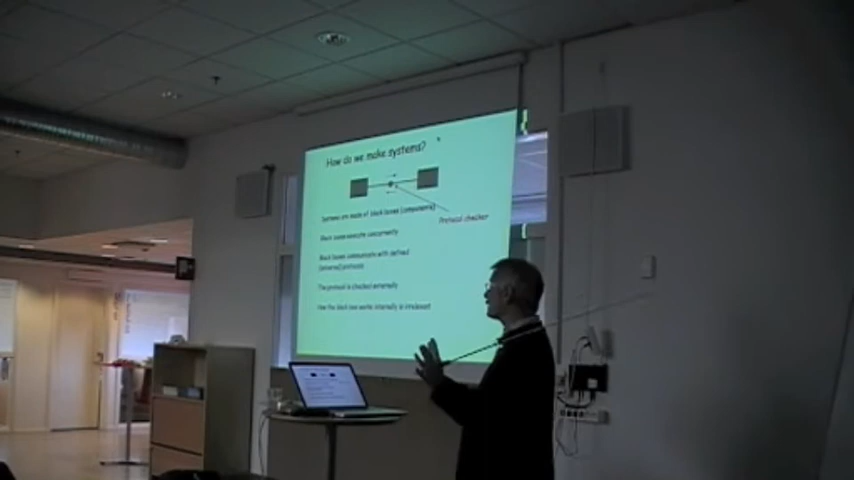 How do we make systems?
Systems are made of black boxes (components)
Protocol checker
Black boxes execute concurrently
Black boxes communicate with defined
(universal) protocols
The protocol is checked externally
How the black box works internally is irrelevant